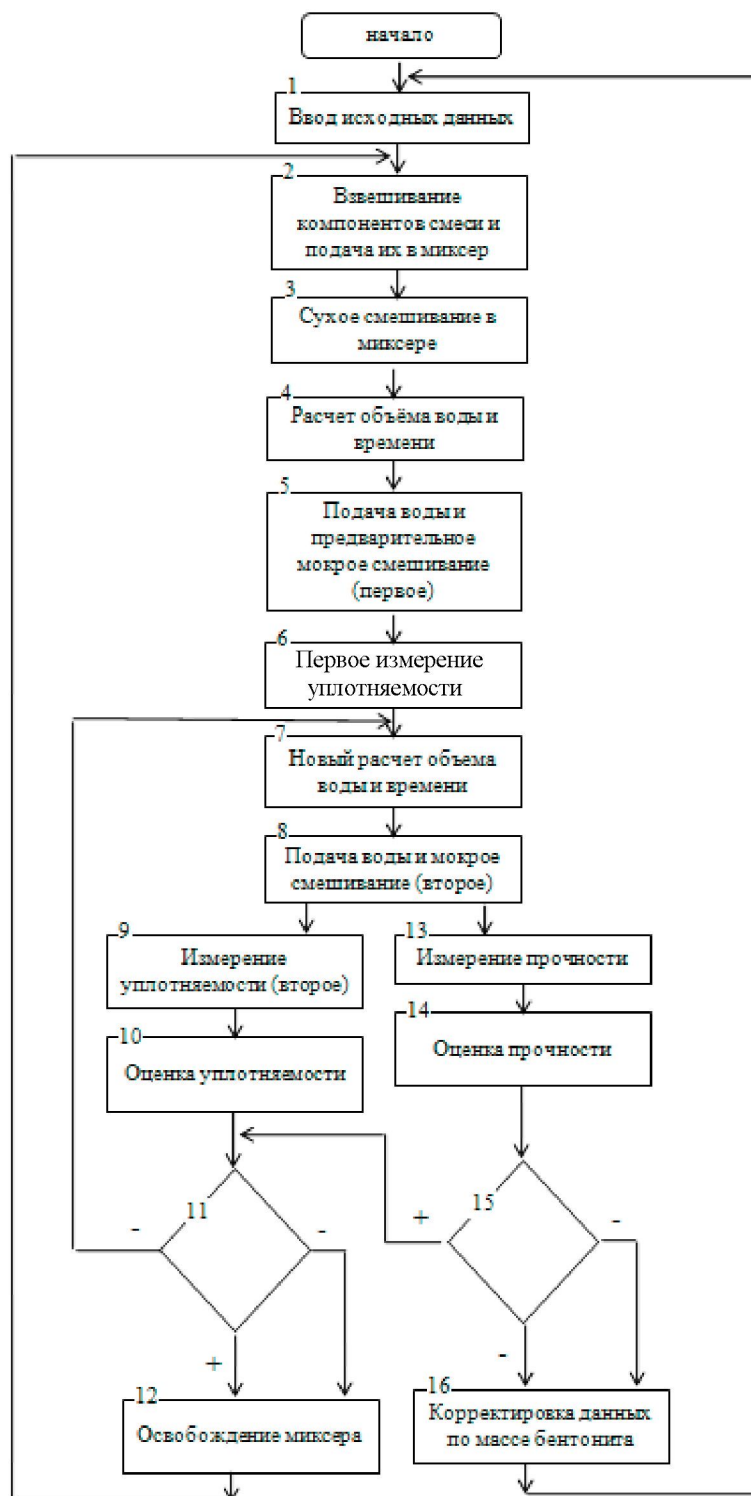 начало
1
Ввод исходных данных
2
Взвешивание
компонентов смеси и
подача их в миксер
3
Сухое смешивание в
миксере
4
Расчет объёма воды и
времени
5
Подача воды и
предварительное
мокрое смешивание
(первое)
6
Первое измерение
уплотняемости
7
Новый расчет объема
воды и времени
8
Подача воды и мокрое
смешивание (второе)
9
Измерение
уплотняемости (второе)
10
Оценка уплотняемости
13
Измерение прочности
14
Оценка прочности
11
-
-
+
15
+
-
-
12
Освобождение миксера
16
Корректировка данных
по массе бентонита